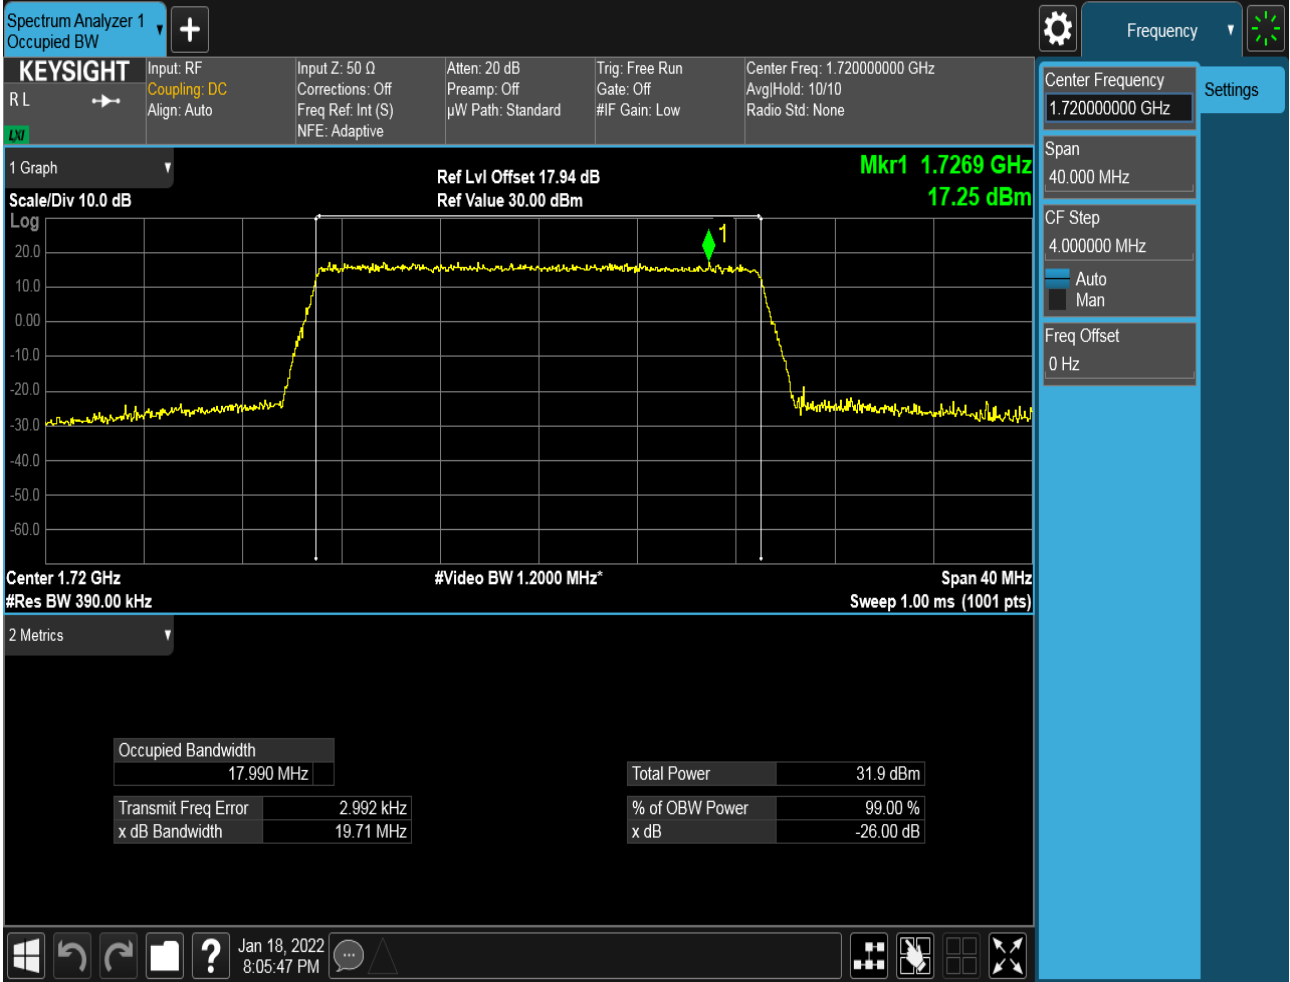 Spectrum Analyzer 1
Occupied BW
Frequency
KEYSIGHT
R L
LXI
Input: RF
Coupling: DC
Align: Auto
Input Z: 50 Ω
Corrections: Off
Freq Ref: Int (S)
NFE: Adaptive
Atten: 20 dB
Preamp: Off
µW Path: Standard
Trig: Free Run
Gate: Off
#IF Gain: Low
Center Freq: 1.720000000 GHz
Avg|Hold: 10/10
Radio Std: None
Center Frequency
1.720000000 GHz
Settings
Span
40.000 MHz
CF Step
4.000000 MHz
Auto
Man
Freq Offset
0 Hz
1 Graph
Scale/Div 10.0 dB
Ref Lvl Offset 17.94 dB
Ref Value 30.00 dBm
Mkr1 1.7269 GHz
17.25 dBm
Log
1
20.0
10.0
0.00
-10.0
-20.0
-30.0
-40.0
-50.0
-60.0
Center 1.72 GHz
#Video BW 1.2000 MHz*
Span 40 MHz
#Res BW 390.00 kHz
Sweep 1.00 ms (1001 pts)
2 Metrics
Occupied Bandwidth
17.990 MHz
Total Power 31.9 dBm
Transmit Freq Error 2.992 kHz
% of OBW Power 99.00 %
x dB Bandwidth 19.71 MHz
x dB -26.00 dB
?
Jan 18, 2022
8:05:47 PM